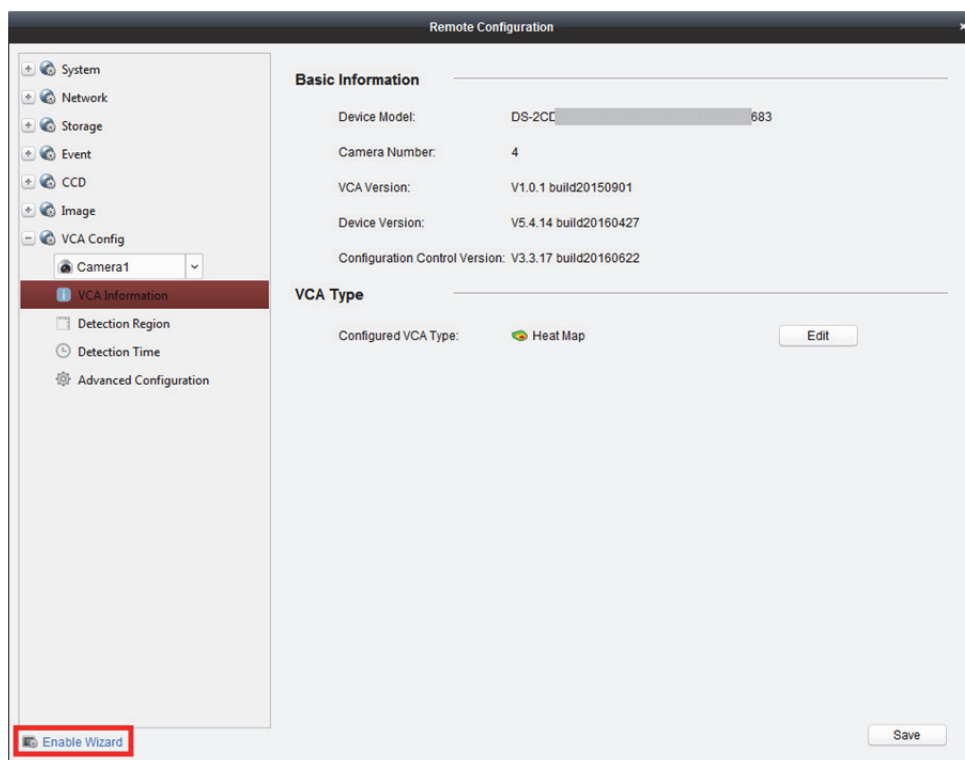 Remote Configuration
System
Network
Storage
Event
CCD
Image
VCA Config
Camera1
VCA Information
Detection Region
Detection Time
Advanced Configuration
Enable Wizard
Basic Information
Device Model: DS-2CD 683
Camera Number: 4
VCA Version: V1.0.1 build20150901
Device Version: V5.4.14 build20160427
Configuration Control Version: V3.3.17 build20160622
VCA Type
Configured VCA Type: Heat Map Edit
Save